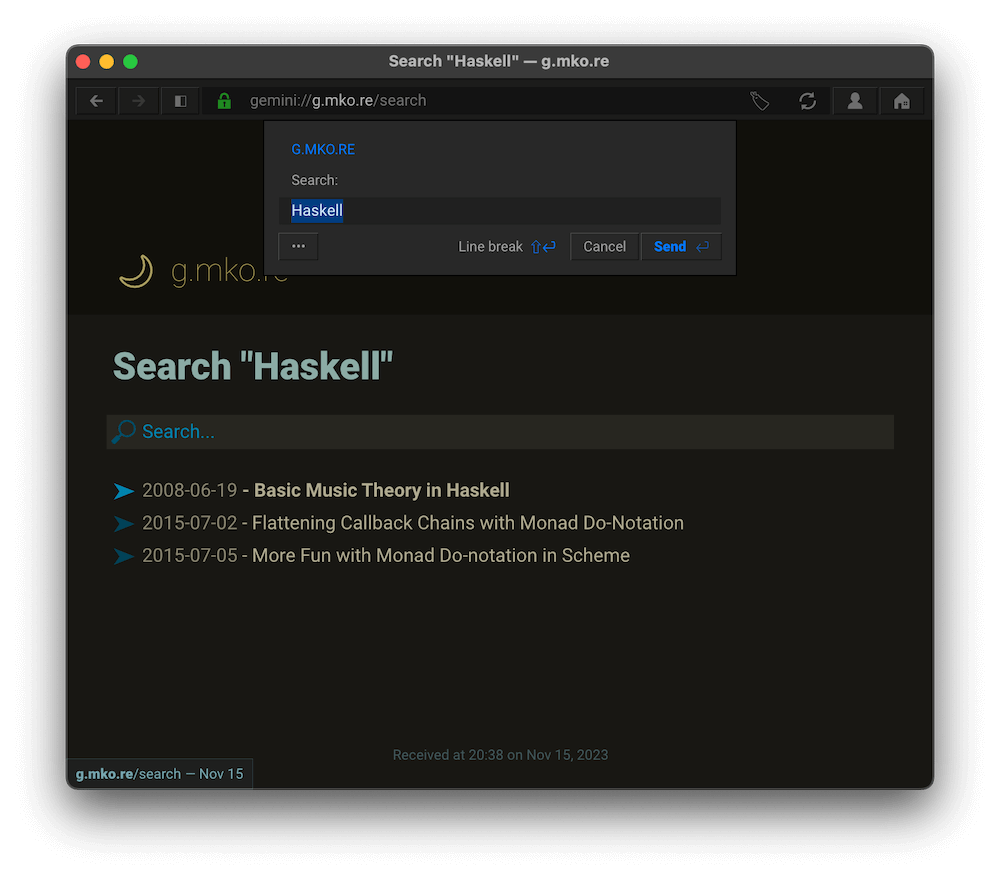 Search "Haskell" — g.mko.re
gemini://g.mko.re/search
G.MKO.RE
Search:
Haskell
... Line break ⇧↵ Cancel Send ↵
g.mko.re
Search "Haskell"
Search...
2008-06-19 - Basic Music Theory in Haskell
2015-07-02 - Flattening Callback Chains with Monad Do-Notation
2015-07-05 - More Fun with Monad Do-notation in Scheme
Received at 20:38 on Nov 15, 2023
g.mko.re/search — Nov 15